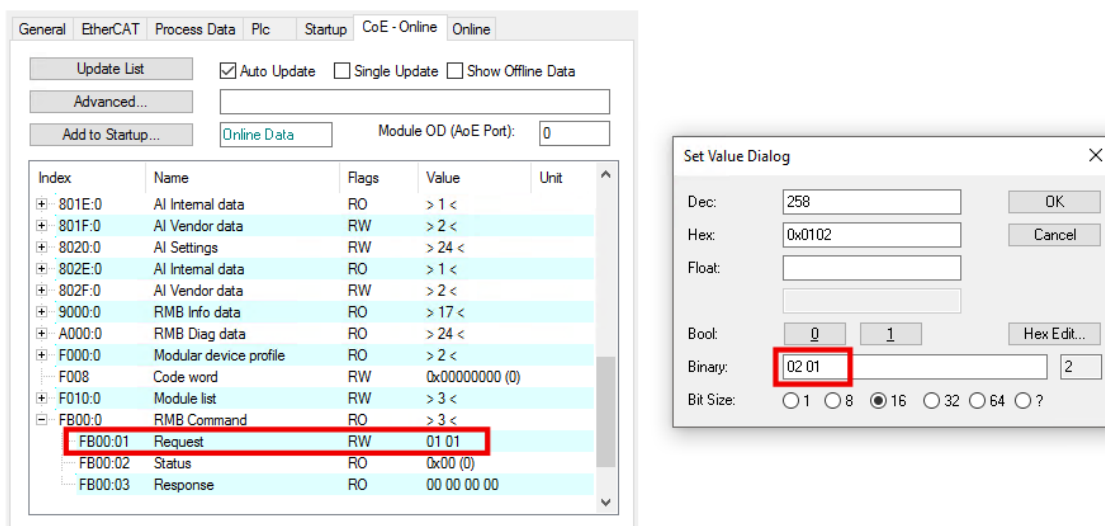 General EtherCAT Process Data Plc Startup CoE - Online Online
Update List Auto Update Single Update Show Offline Data
Advanced...
Add to Startup... Online Data Module OD (AoE Port): 0
Index Name Flags Value Unit
801E:0 AI Internal data RO > 1 <
801F:0 AI Vendor data RW > 2 <
8020:0 AI Settings RW > 24 <
802E:0 AI Internal data RO > 1 <
802F:0 AI Vendor data RW > 2 <
9000:0 RMB Info data RO > 17 <
A000:0 RMB Diag data RO > 24 <
F000:0 Modular device profile RO > 2 <
F008 Code word RW 0x00000000 (0)
F010:0 Module list RW > 3 <
FB00:0 RMB Command RO > 3 <
FB00:01 Request RW 01 01
FB00:02 Status RO 0x00 (0)
FB00:03 Response RO 00 00 00 00
Set Value Dialog
Dec: 258 OK
Hex: 0x0102 Cancel
Float:
Bool: 0 1 Hex Edit...
Binary: 02 01 2
Bit Size: 1 8 16 32 64 ?